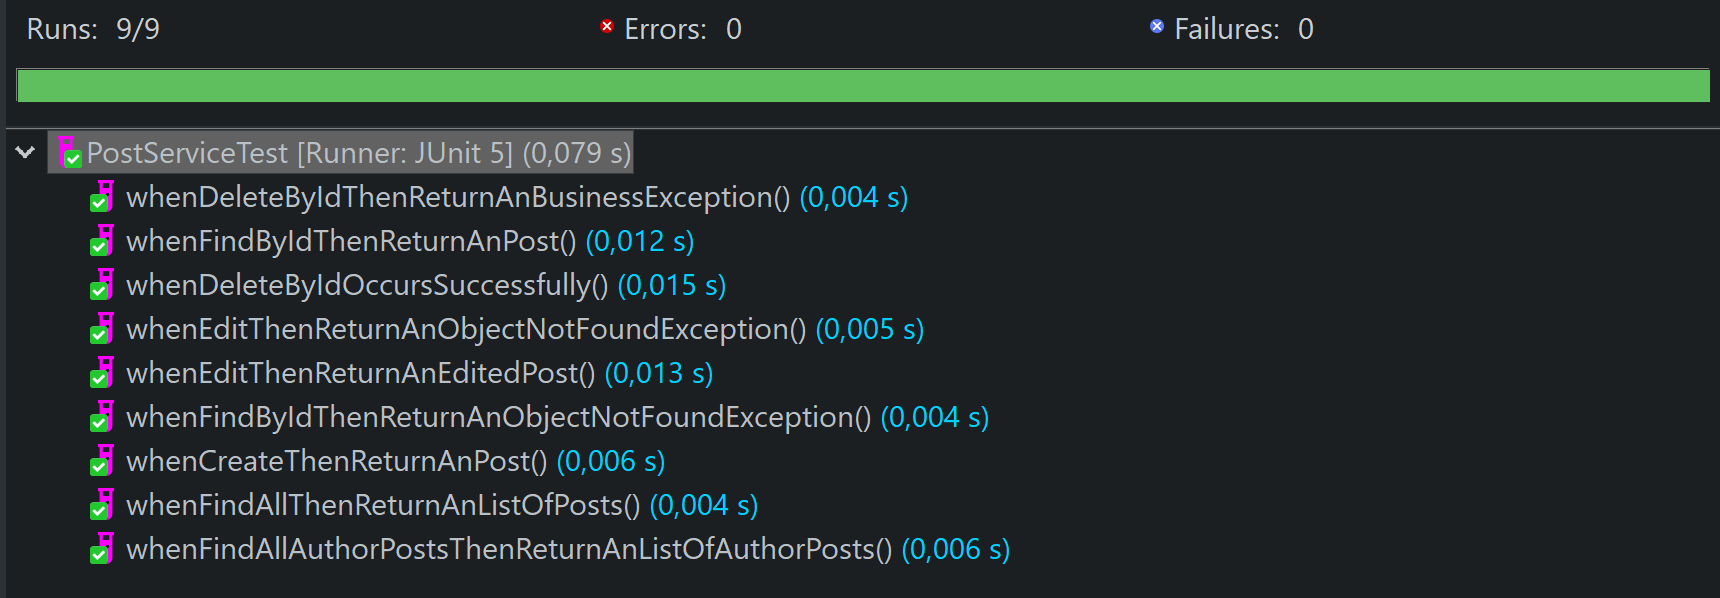 Runs: 9/9 Errors: 0 Failures: 0
PostServiceTest [Runner: JUnit 5] (0,079 s)
whenDeleteByIdThenReturnAnBusinessException() (0,004 s)
whenFindByIdThenReturnAnPost() (0,012 s)
whenDeleteByIdOccursSuccessfully() (0,015 s)
whenEditThenReturnAnObjectNotFoundException() (0,005 s)
whenEditThenReturnAnEditedPost() (0,013 s)
whenFindByIdThenReturnAnObjectNotFoundException() (0,004 s)
whenCreateThenReturnAnPost() (0,006 s)
whenFindAllThenReturnAnListOfPosts() (0,004 s)
whenFindAllAuthorPostsThenReturnAnListOfAuthorPosts() (0,006 s)